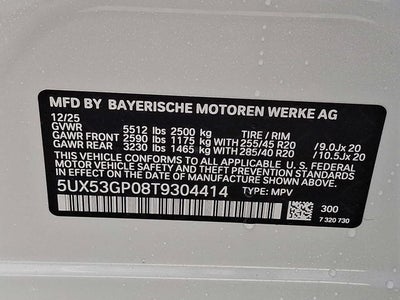 MFD BY BAYERISCHE MOTOREN WERKE AG
12/25
GVWR 5512 lbs 2500 kg TIRE / RIM
GAWR FRONT 2590 lbs 1175 kg WITH 255/45 R20 /9.0Jx 20
GAWR REAR 3230 lbs 1465 kg WITH 285/40 R20 /10.5Jx 20
THIS VEHICLE CONFORMS TO ALL APPLICABLE U. S. FEDERAL
MOTOR VEHICLE SAFETY AND THEFT PREVENTION STANDARDS IN
EFFECT ON THE DATE OF MANUFACTURE SHOWN ABOVE.
5UX53GP08T9304414 TYPE: MPV
300
7 320 730